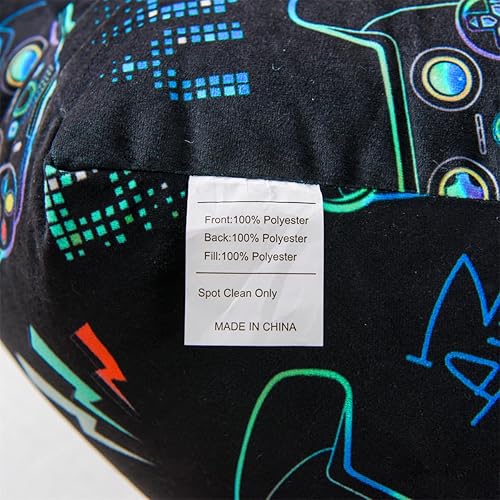 Front:100% Polyester
Back:100% Polyester
Fill:100% Polyester
Spot Clean Only
MADE IN CHINA